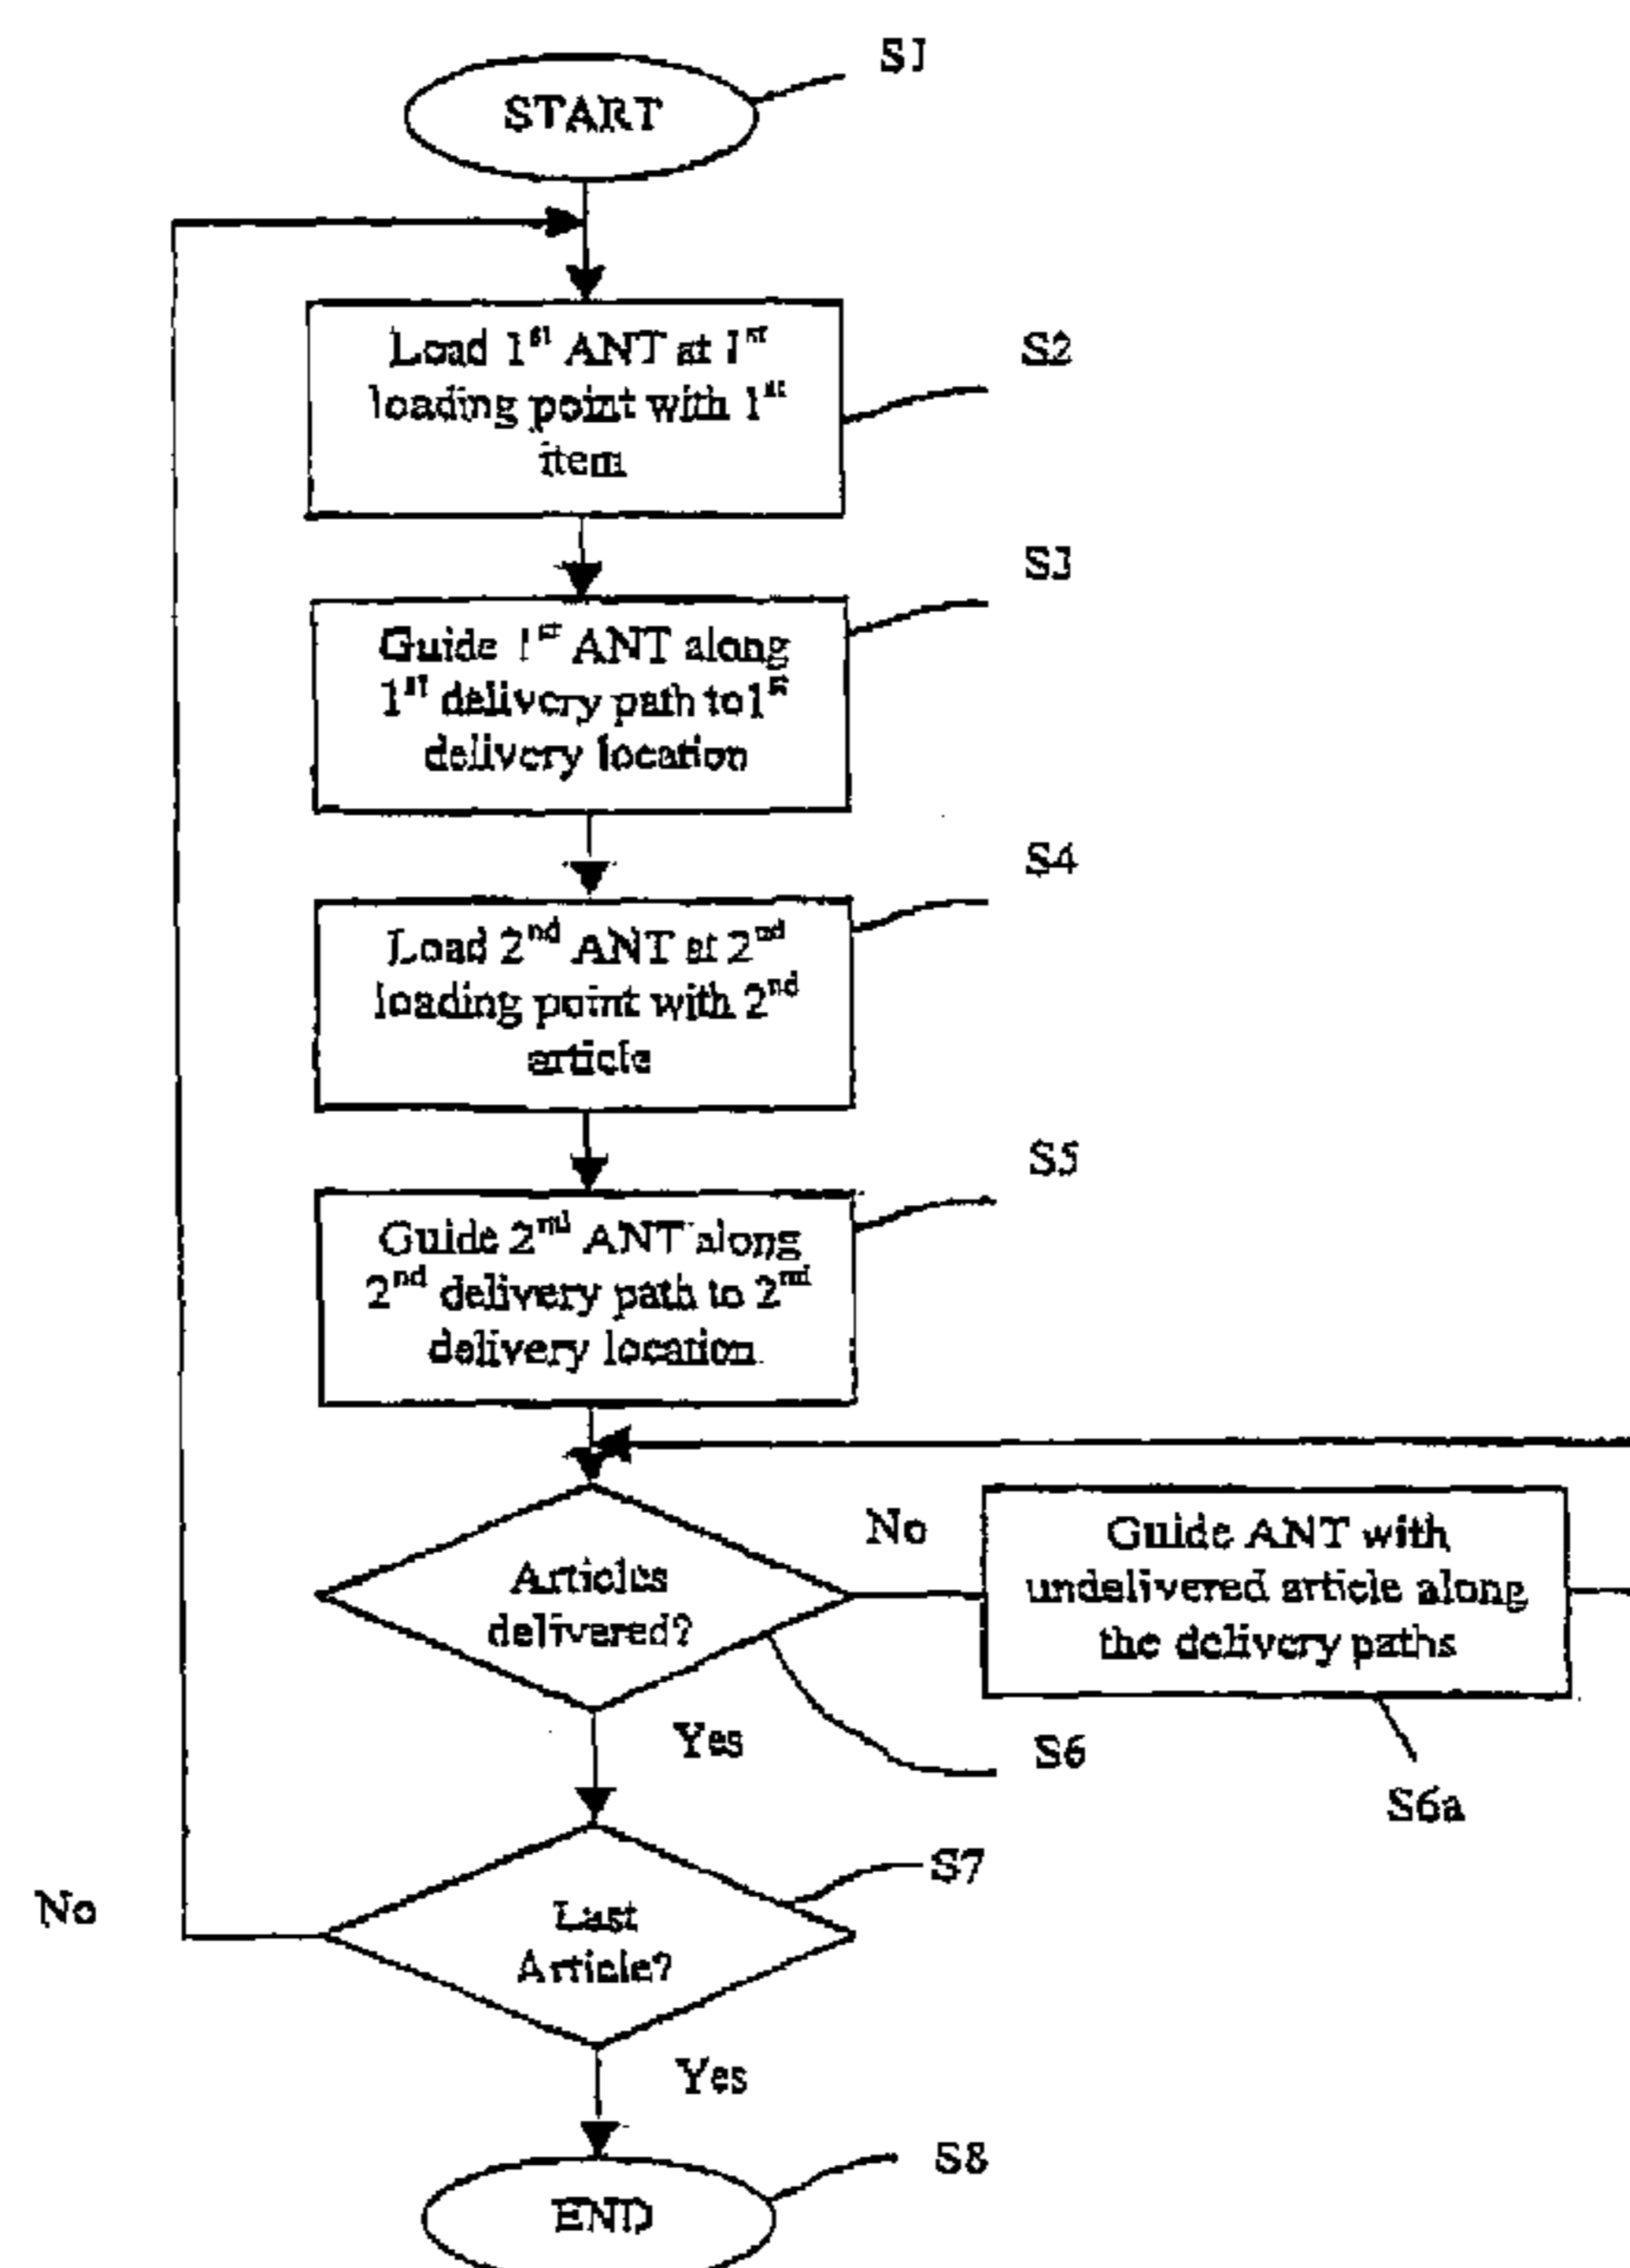 S1
START
Load 1st ANT at 1st
loading point with 1st
item
S2
Guide 1st ANT along
1st delivery path to1st
delivery location
S3
Load 2nd ANT at 2nd
loading point with 2nd
article
S4
Guide 2nd ANT along
2nd delivery path to 2nd
delivery location
S5
Articles
delivered?
No
Guide ANT with
undelivered article along
the delivery paths
Yes
S6
S6a
Last
Article?
S7
No
Yes
END
S8